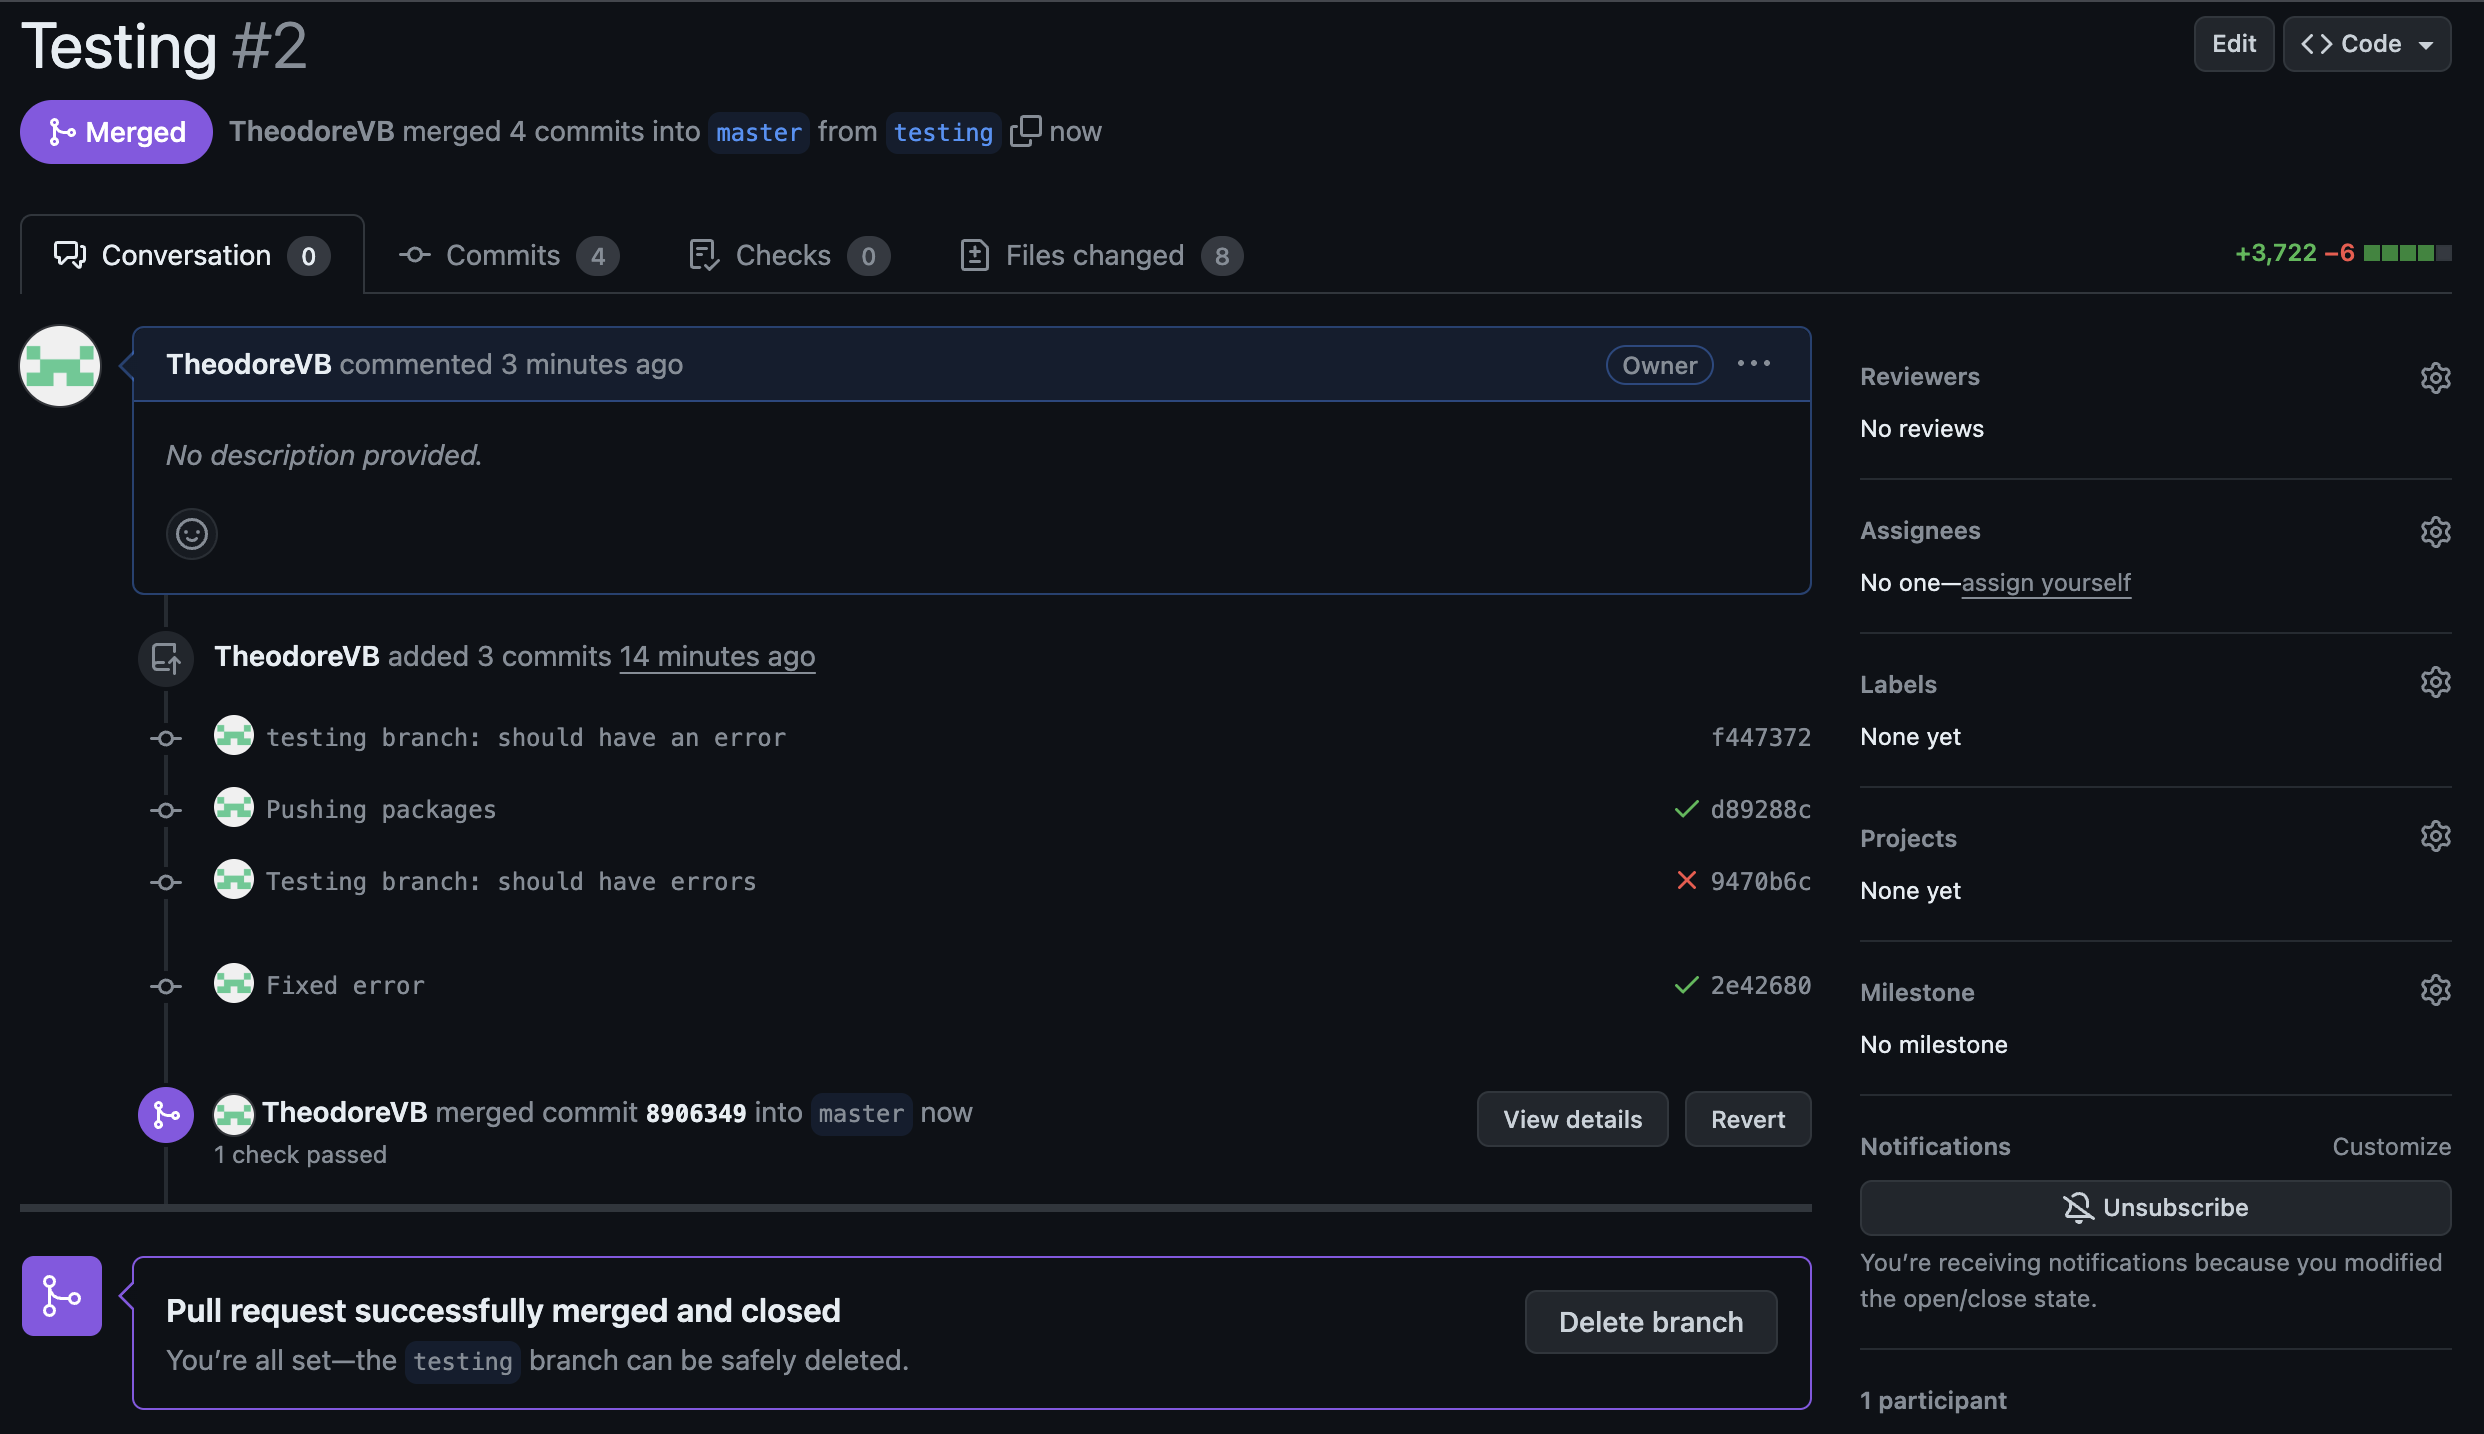 Testing #2
Edit
Code
Merged
TheodoreVB merged 4 commits into master from testing now
Conversation 0
Commits 4
Checks 0
Files changed 8
+3,722 −6
TheodoreVB commented 3 minutes ago
Owner
No description provided.
TheodoreVB added 3 commits 14 minutes ago
testing branch: should have an error f447372
Pushing packages d89288c
Testing branch: should have errors 9470b6c
Fixed error 2e42680
TheodoreVB merged commit 8906349 into master now
1 check passed
View details
Revert
Pull request successfully merged and closed
You’re all set—the testing branch can be safely deleted.
Delete branch
Reviewers
No reviews
Assignees
No one—assign yourself
Labels
None yet
Projects
None yet
Milestone
No milestone
Notifications
Customize
Unsubscribe
You’re receiving notifications because you modified
the open/close state.
1 participant